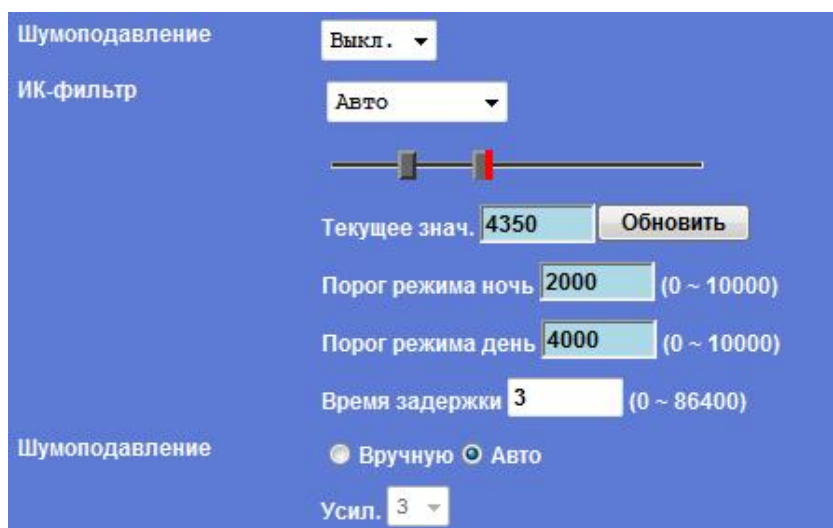 Шумоподавление Выкл.
ИК-фильтр Авто
Текущее знач. 4350 Обновить
Порог режима ночь 2000 (0 ~ 10000)
Порог режима день 4000 (0 ~ 10000)
Время задержки 3 (0 ~ 86400)
Шумоподавление Вручную Авто
Усил. 3